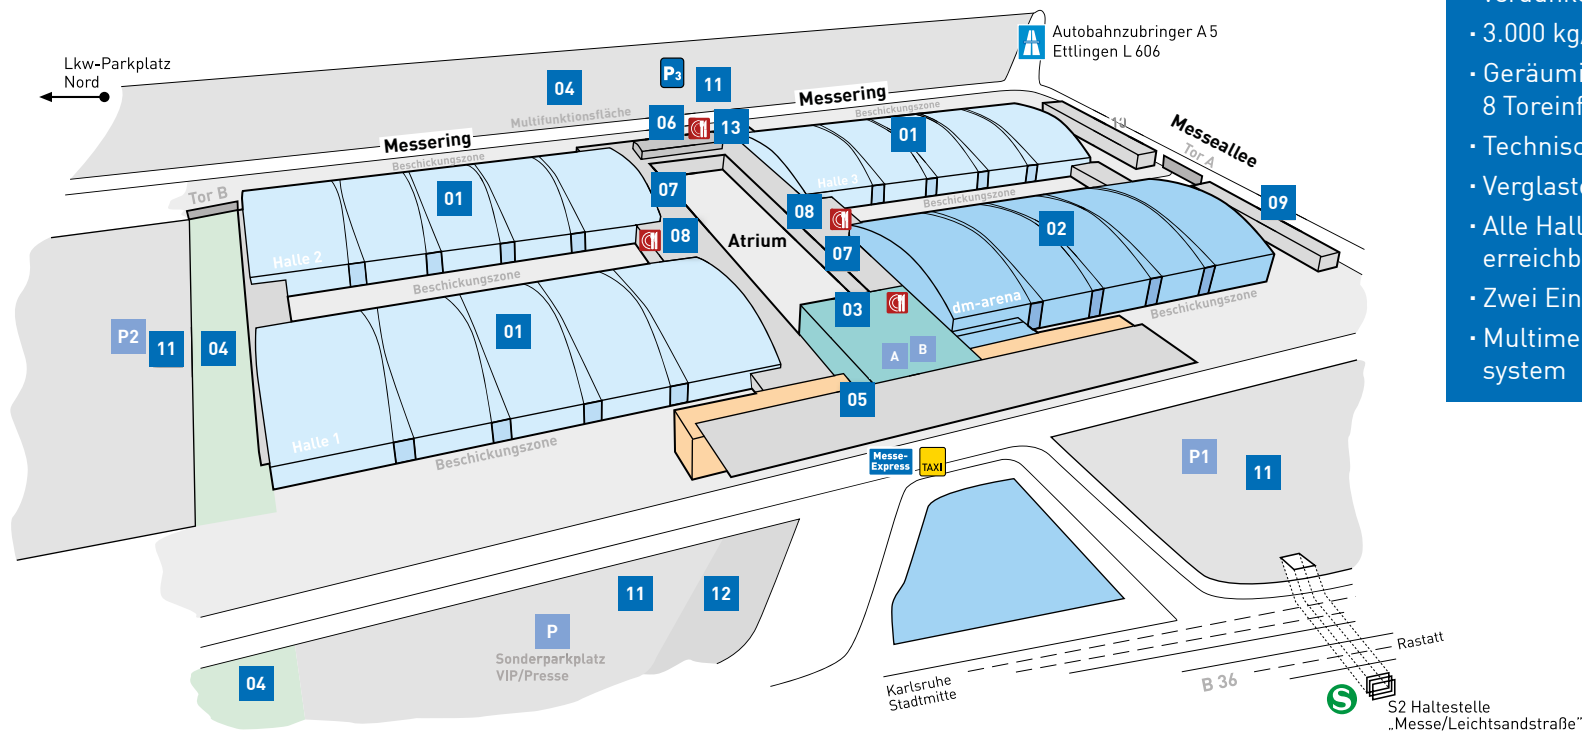 Lkw-Parkplatz
Nord
Autobahnzubringer A 5
Ettlingen L 606
P3
11
04
Multifunktionsfläche
Messering
Beschickungszone
06
13
Messering
Beschickungszone
01
Messeallee
Tor A
Tor B
01
07
Halle 3
Beschickungszone
08
09
02
08
Atrium
07
Halle 2
Beschickungszone
03
dm-arena
Beschickungszone
P2
11
04
01
A
B
05
Halle 1
Beschickungszone
Messe-
Express
TAXI
P1
11
11
12
P
Sonderparkplatz
VIP/Presse
04
Karlsruhe
Stadtmitte
B 36
Rastatt
S
S2 Haltestelle
„Messe/Leichtsandstraße“
· 3.000 kg
· Geräumi
8 Toreinf
· Technisc
· Verglast
· Alle Hall
erreichb
· Zwei Ein
· Multime
system